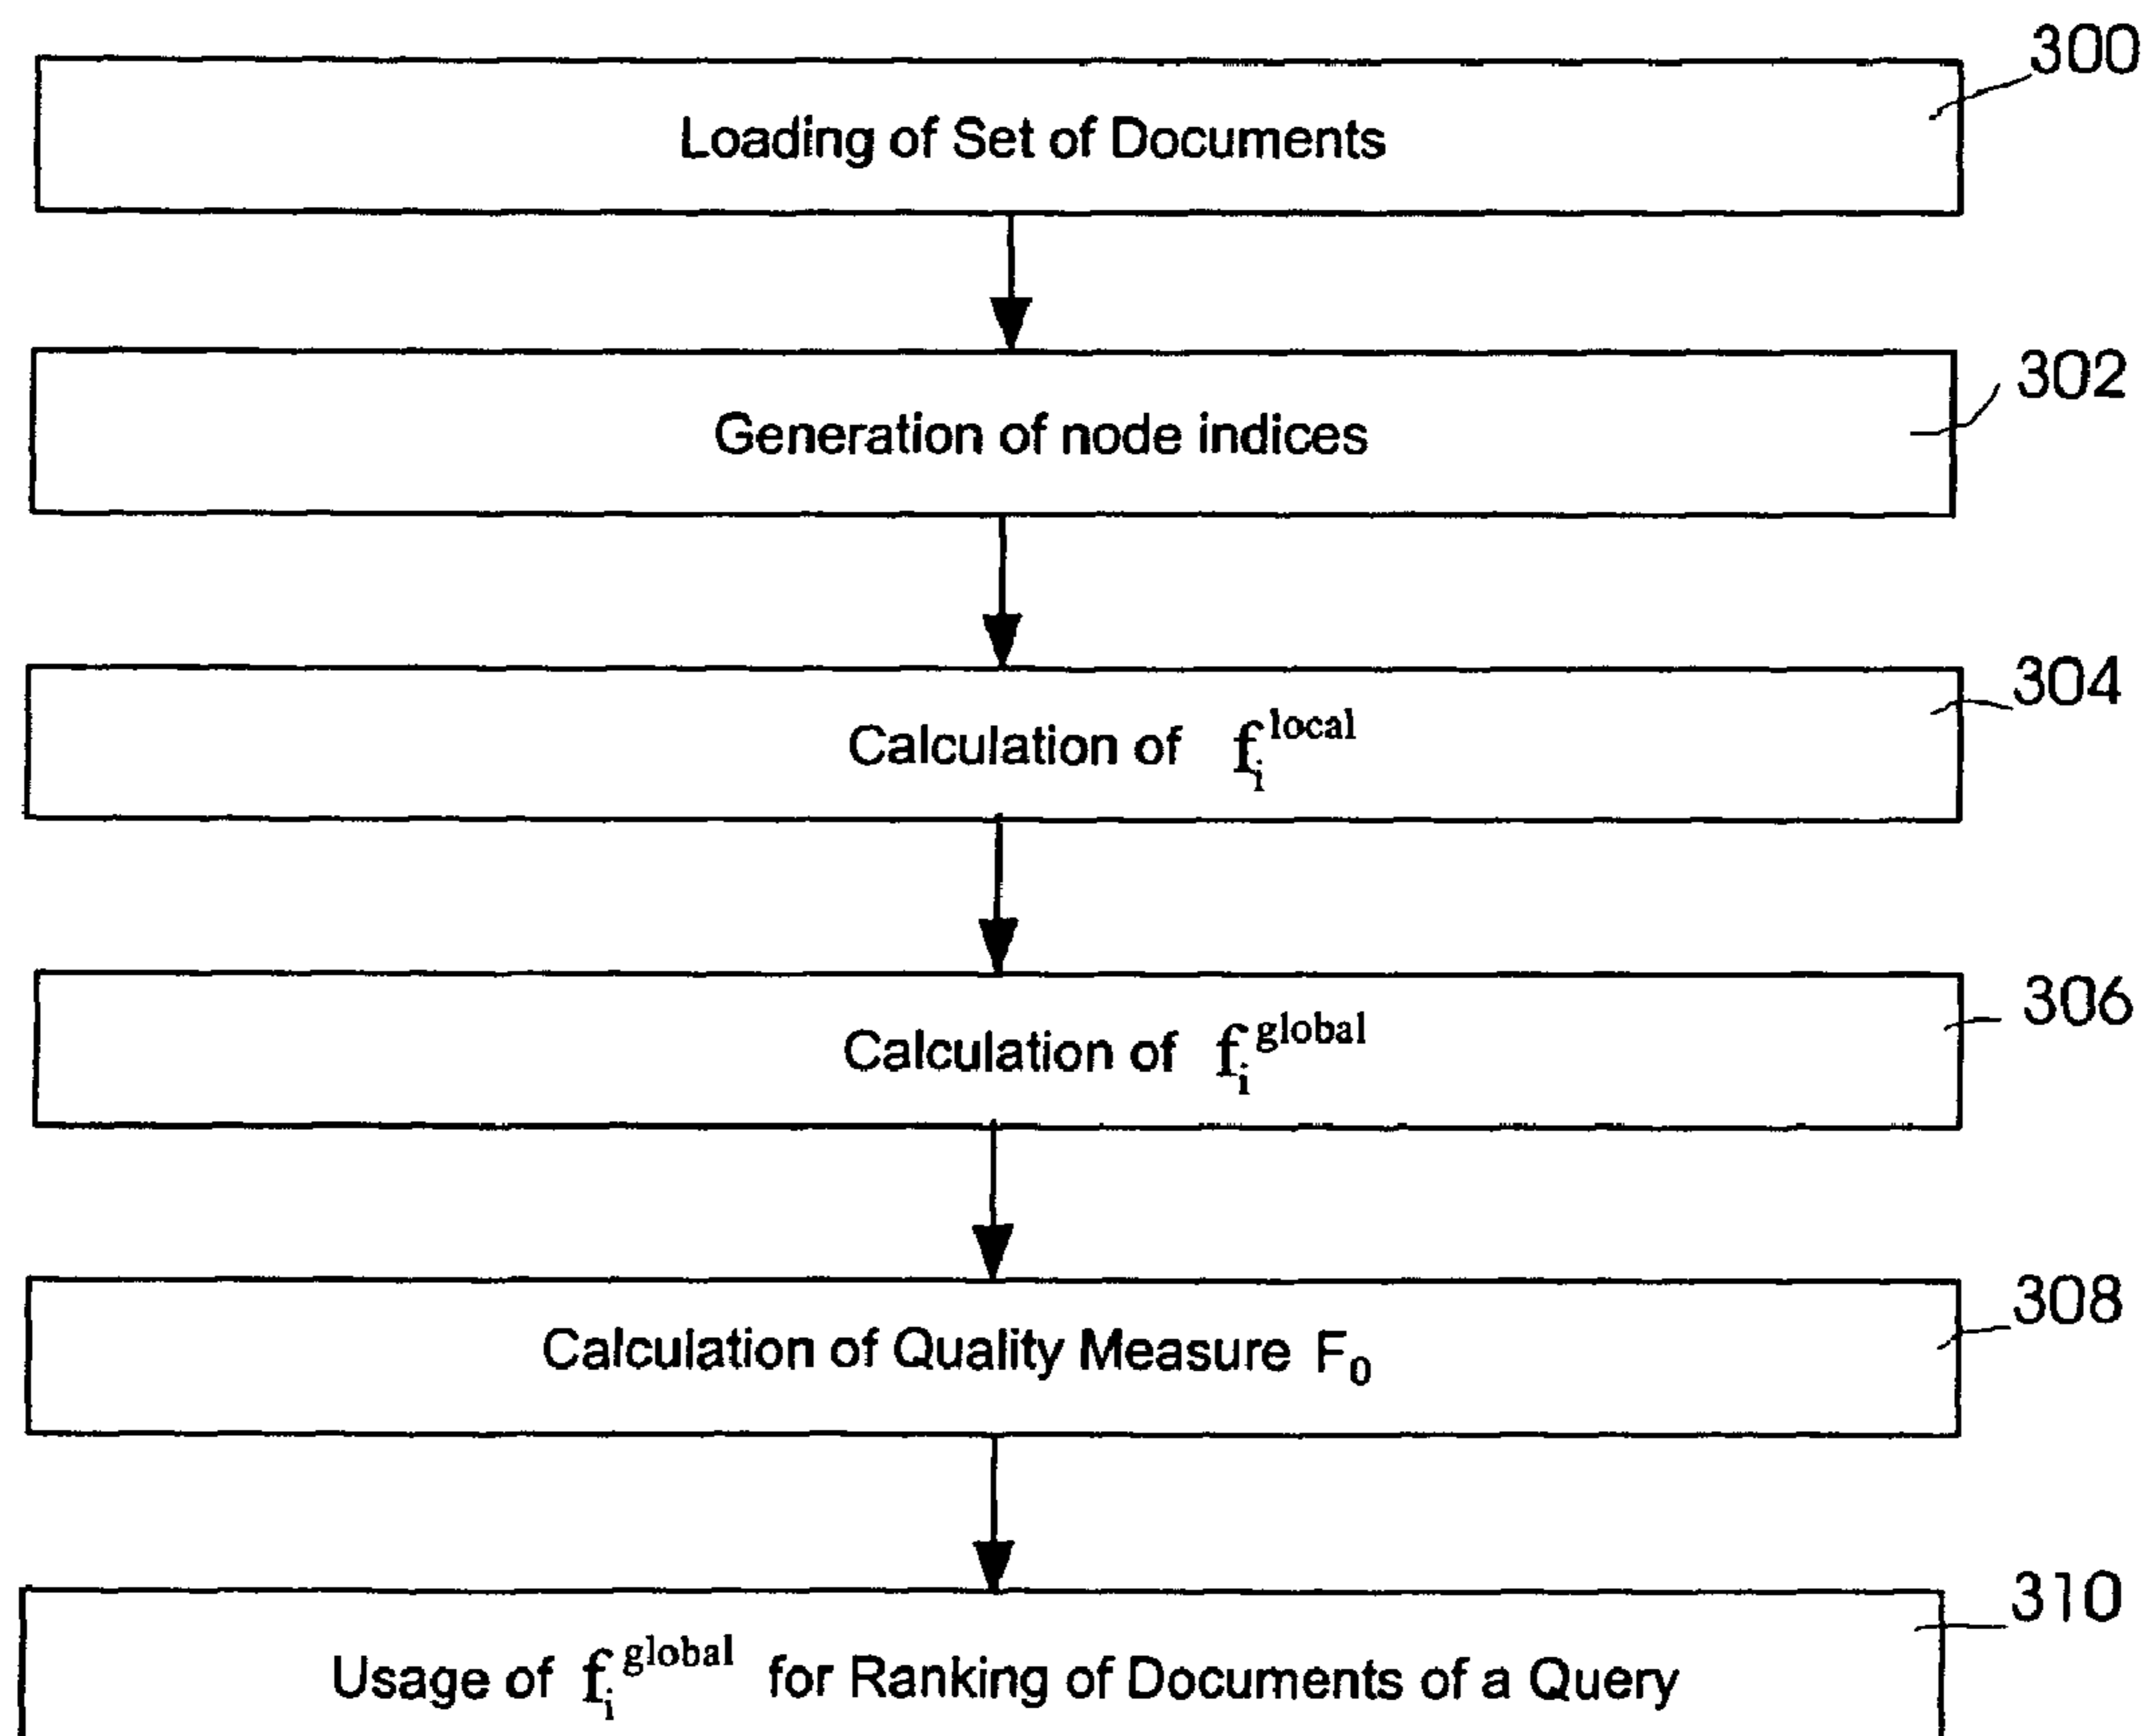 300
Loading of Set of Documents
302
Generation of node indices
304
Calculation of f_i^local
306
Calculation of f_i^global
308
Calculation of Quality Measure F₀
310
Usage of f_i^global for Ranking of Documents of a Query